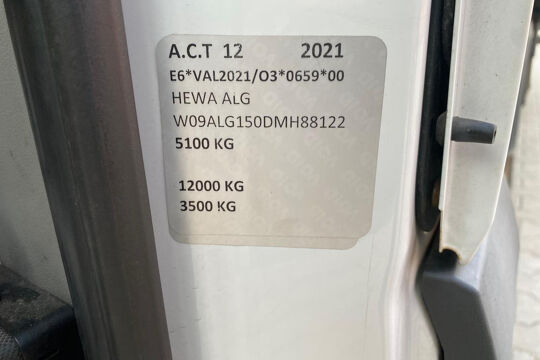 A.C.T 12 2021
E6*VAL2021/O3*0659*00
HEWA ALG
W09ALG150DMH88122
5100 KG
12000 KG
3500 KG